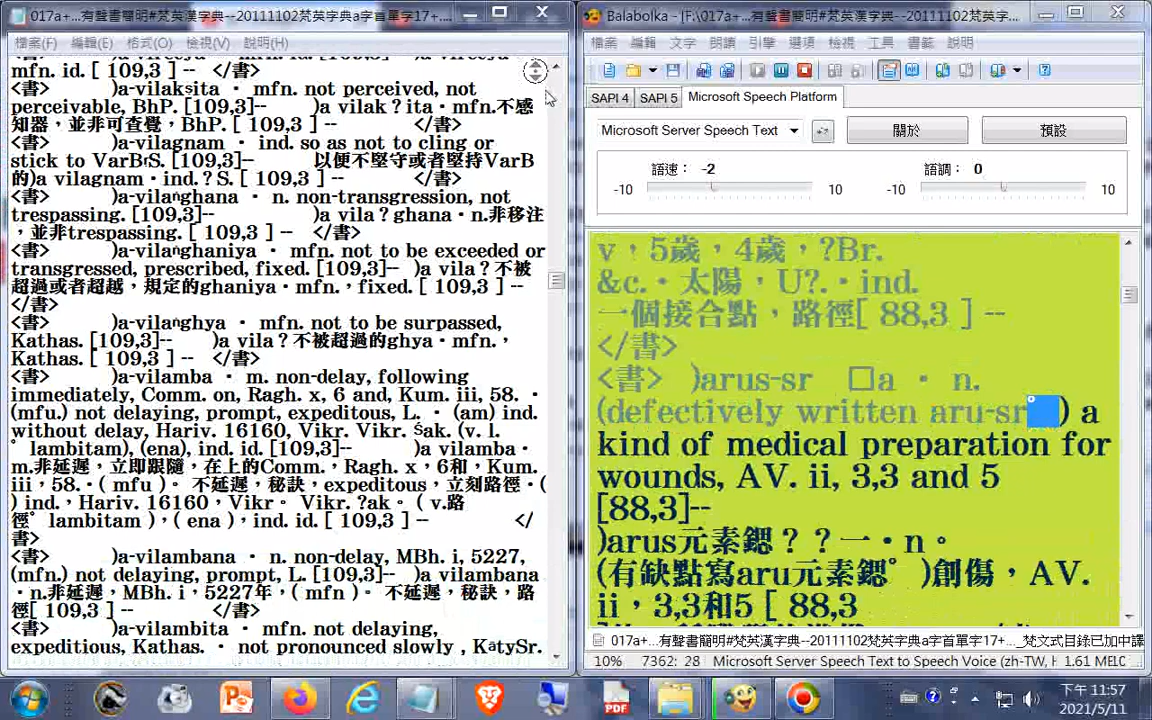 017a+...有聲書簡明#梵英漢字典--20111102梵英字典a字首單字17+...
檔案(F) 編輯(E) 格式(O) 檢視(V) 說明(H)
mfn. id. [ 109,3 ] -- </書>
<書> )a-vilakṣita · mfn. not perceived, not
perceivable, BhP. [109,3]-- )a vilak ? ita · mfn.不感
知器，並非可查覺，BhP. [ 109,3 ] -- </書>
<書> )a-vilagnam · ind. so as not to cling or
stick to VarBṛS. [109,3]-- 以便不堅守或者堅持VarB
的)a vilagnam · ind. ? S. [ 109,3 ] -- </書>
<書> )a-vilaṅghana · n. non-transgression, not
trespassing. [109,3]-- )a vila ? ghana · n.非移注
，並非trespassing. [ 109,3 ] -- </書>
<書> )a-vilaṅghaniya · mfn. not to be exceeded or
transgressed, prescribed, fixed. [109,3]-- )a vila ? 不被
超過或者超越，規定的ghaniya · mfn.，fixed. [ 109,3 ] --
</書>
<書> )a-vilaṅghya · mfn. not to be surpassed,
Kathas. [109,3]-- )a vila ? 不被超過的ghya · mfn.，
Kathas. [ 109,3 ] -- </書>
<書> )a-vilamba · m. non-delay, following
immediately, Comm. on, Ragh. x, 6 and, Kum. iii, 58. ·
(mfu.) not delaying, prompt, expeditous, L. · (am) ind.
without delay, Hariv. 16160, Vikr. Vikr. Śak. (v. l.
° lambitam), (ena), ind. id. [109,3]-- )a vilamba ·
m.非延遲，立即跟隨，在上的Comm.，Ragh. x，6和，Kum.
iii，58. ·（ mfu ）。 不延遲，秘訣，expeditous，立刻路徑·(
) ind.，Hariv. 16160，Vikr。 Vikr. ?ak。（ v.路
徑° lambitam ），( ena )，ind. id. [ 109,3 ] -- </
書>
<書> )a-vilambana · n. non-delay, MBh. i, 5227,
(mfn.) not delaying, prompt, L. [109,3]-- )a vilambana
· n.非延遲，MBh. i，5227年，( mfn )。 不延遲，秘訣，路
徑[ 109,3 ] -- </書>
<書> )a-vilambita · mfn. not delaying,
expeditious, Kathas. · not pronounced slowly , KātySr.
Balabolka - [F:\017a+...有聲書簡明#梵英漢字典--20111102梵英字...
檔案 編輯 文字 朗讀 引擎 選項 檢視 工具 書籤 說明
SAPI 4 SAPI 5 Microsoft Speech Platform
Microsoft Server Speech Text 關於 預設
語速： -2 語調： 0
-10 10 -10 10
v，5歲，4歲，?Br.
&c. · 太陽，U?. · ind.
一個接合點，路徑[ 88,3 ] --
</書>
<書> )arus-sr □a · n.
(defectively written aru-sr ) a
kind of medical preparation for
wounds, AV. ii, 3,3 and 5
[88,3]--
)arus元素鍶？？一·n。
(有缺點寫aru元素鍶° )創傷，AV.
ii，3,3和5 [ 88,3
017a+...有聲書簡明#梵英漢字典--20111102梵英字典a字首單字17+..._梵文式目錄已加中譯
10% 7362: 28 Microsoft Server Speech Text to Speech Voice (zh-TW, H 1.61 MELC
下午 11:57
2021/5/11